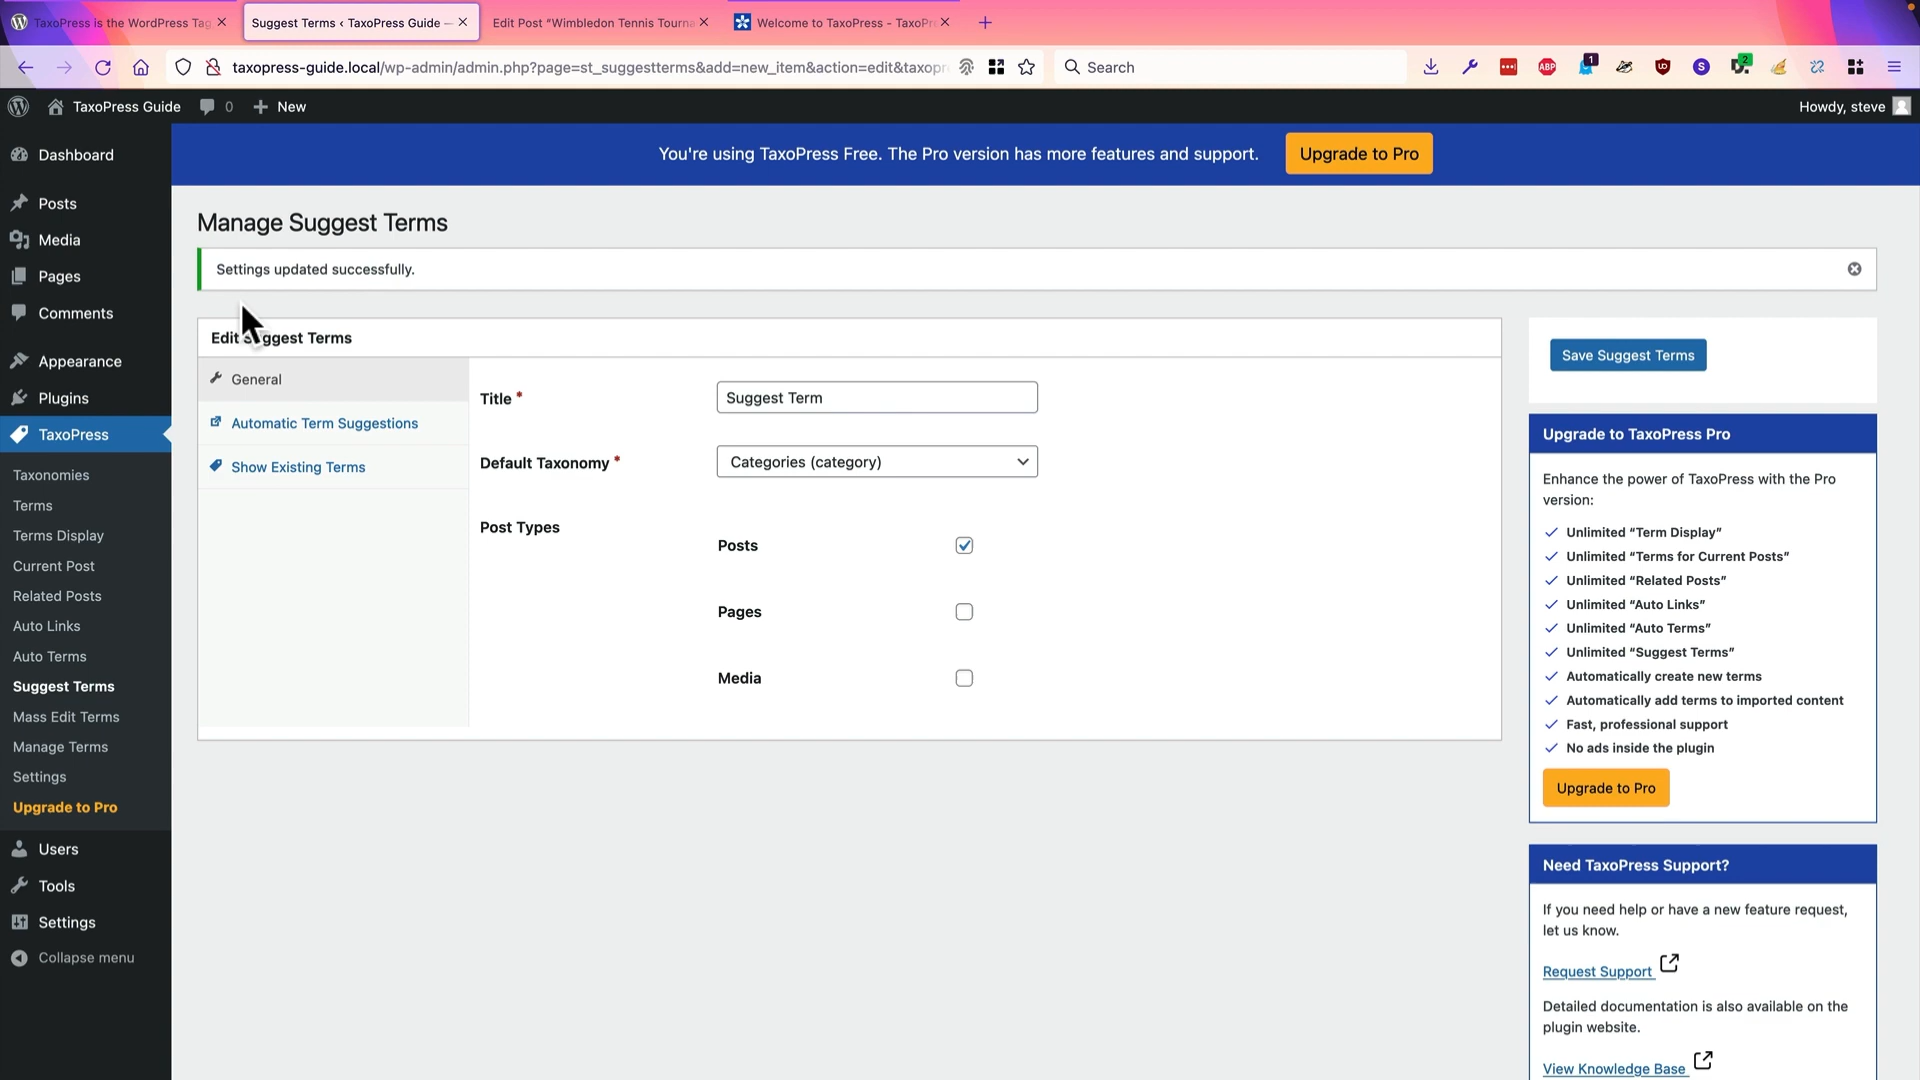 TaxoPress is the WordPress Tag
Suggest Terms ‹ TaxoPress Guide —
Edit Post "Wimbledon Tennis Tourna
Welcome to TaxoPress - TaxoPre
taxopress-guide.local/wp-admin/admin.php?page=st_suggestterms&add=new_item&action=edit&taxopr
Search
ABP
1
S
2
TaxoPress Guide
0
New
Howdy, steve
Dashboard
Posts
Media
Pages
Comments
Appearance
Plugins
TaxoPress
Taxonomies
Terms
Terms Display
Current Post
Related Posts
Auto Links
Auto Terms
Suggest Terms
Mass Edit Terms
Manage Terms
Settings
Upgrade to Pro
Users
Tools
Settings
Collapse menu
You're using TaxoPress Free. The Pro version has more features and support.
Upgrade to Pro
Manage Suggest Terms
Settings updated successfully.
Edit Suggest Terms
General
Automatic Term Suggestions
Show Existing Terms
Title *
Suggest Term
Default Taxonomy *
Categories (category)
Post Types
Posts
Pages
Media
Save Suggest Terms
Upgrade to TaxoPress Pro
Enhance the power of TaxoPress with the Pro
version:
Unlimited “Term Display”
Unlimited “Terms for Current Posts”
Unlimited “Related Posts”
Unlimited “Auto Links”
Unlimited “Auto Terms”
Unlimited “Suggest Terms”
Automatically create new terms
Automatically add terms to imported content
Fast, professional support
No ads inside the plugin
Upgrade to Pro
Need TaxoPress Support?
If you need help or have a new feature request,
let us know.
Request Support
Detailed documentation is also available on the
plugin website.
View Knowledge Base